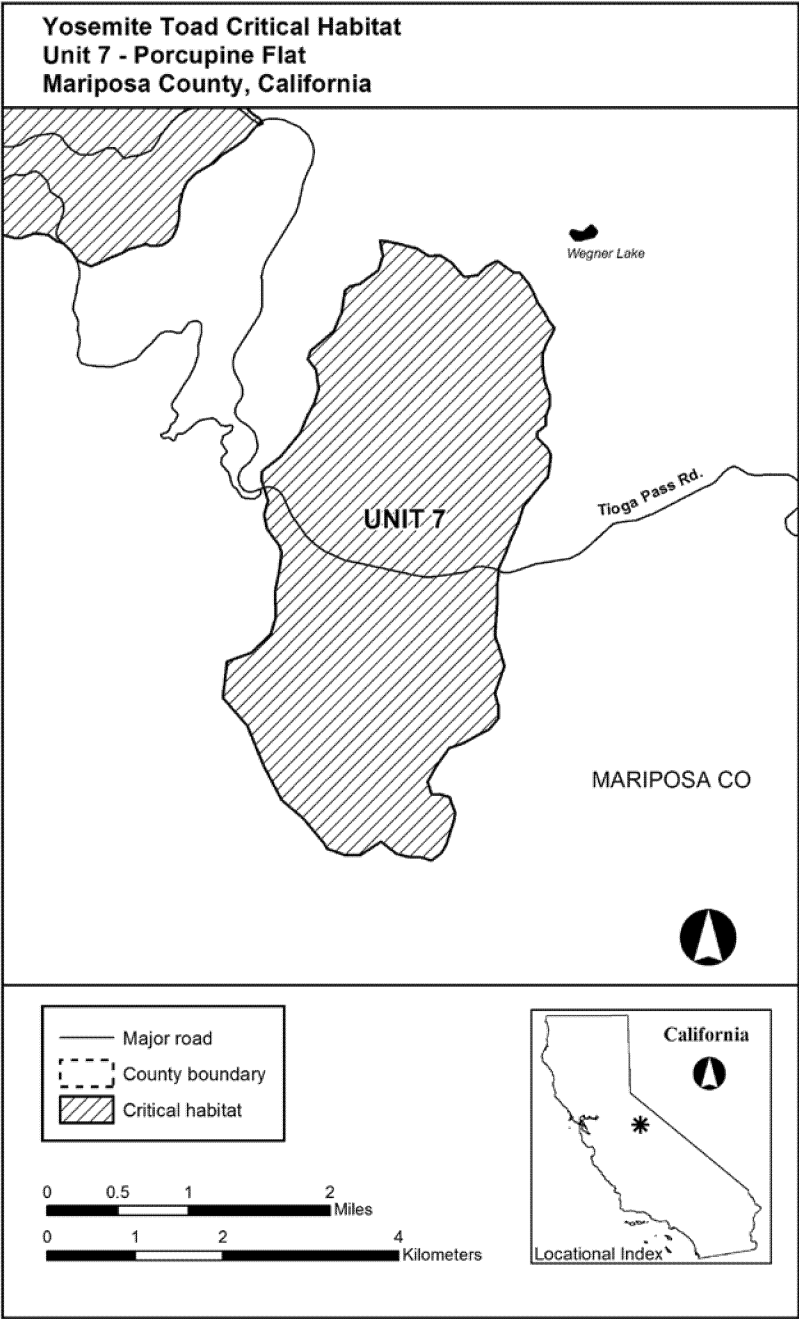 Yosemite Toad Critical Habitat
Unit 7 - Porcupine Flat
Mariposa County, California
Wegner Lake
Tioga Pass Rd.
UNIT 7
MARIPOSA CO
Major road
County boundary
Critical habitat
0 0.5 1 2
Miles
0 1 2 4
Kilometers
California
Locational Index